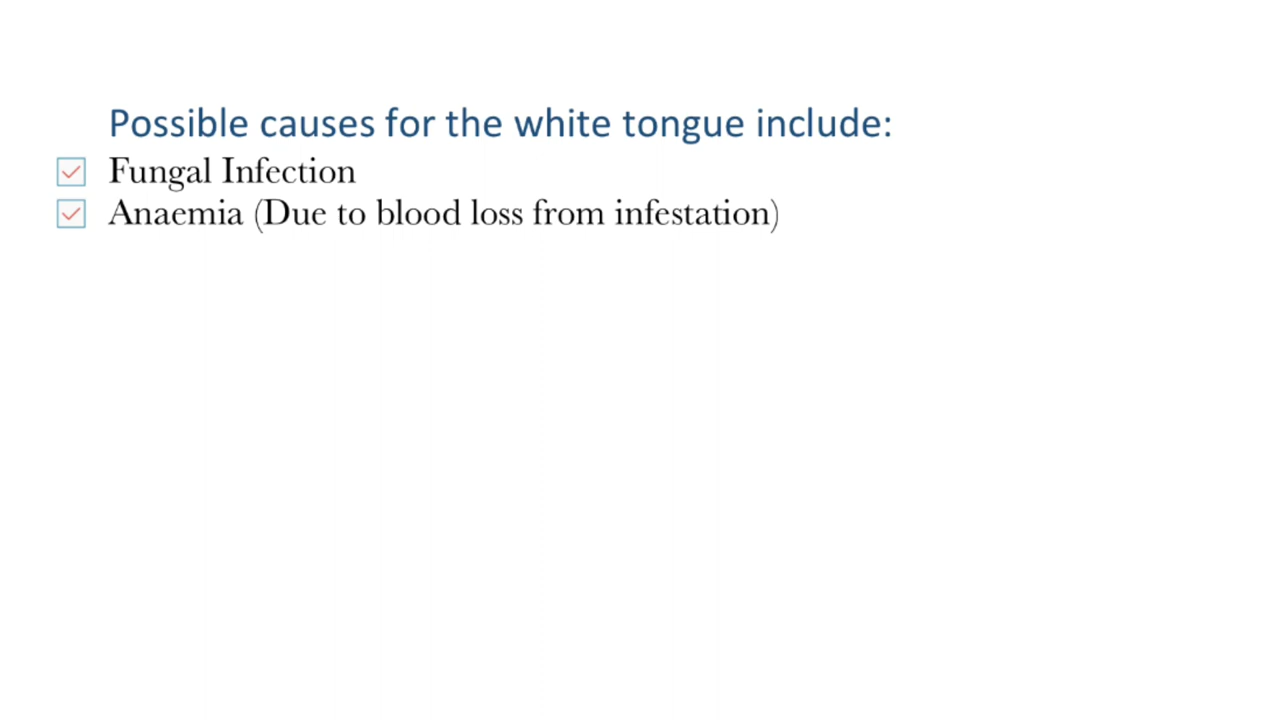 Possible causes for the white tongue include:
Fungal Infection
Anaemia (Due to blood loss from infestation)